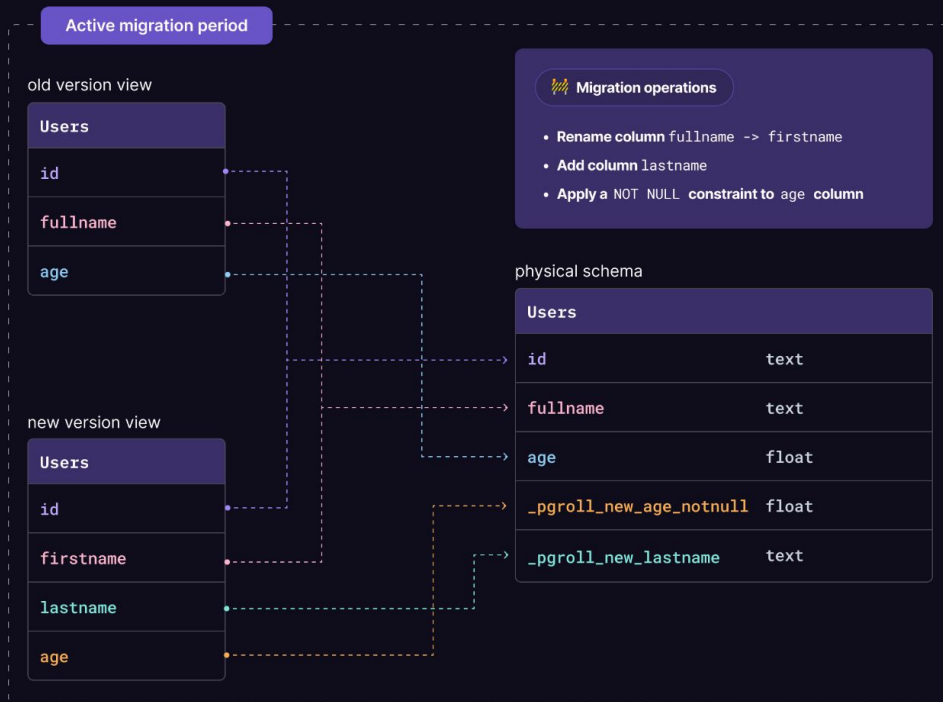 Active migration period
old version view
Users
id
fullname
age
Migration operations
• Rename column fullname -> firstname
• Add column lastname
• Apply a NOT NULL constraint to age column
physical schema
Users
id text
fullname text
age float
_pgroll_new_age_notnull float
_pgroll_new_lastname text
new version view
Users
id
firstname
lastname
age